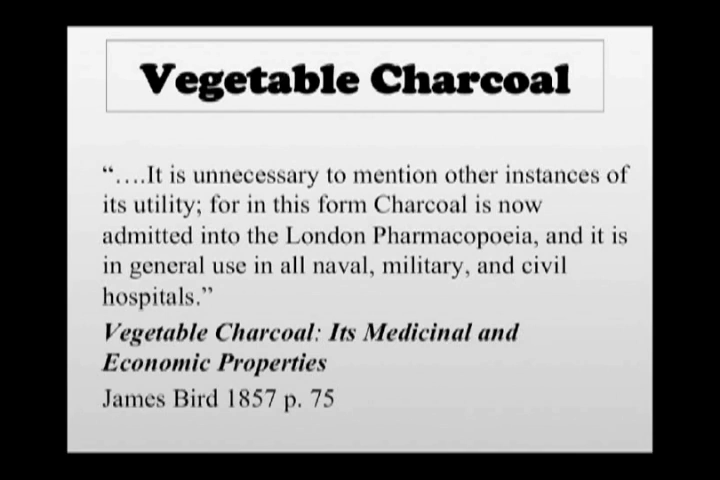 Vegetable Charcoal
“….It is unnecessary to mention other instances of
its utility; for in this form Charcoal is now
admitted into the London Pharmacopoeia, and it is
in general use in all naval, military, and civil
hospitals.”
Vegetable Charcoal: Its Medicinal and
Economic Properties
James Bird 1857 p. 75